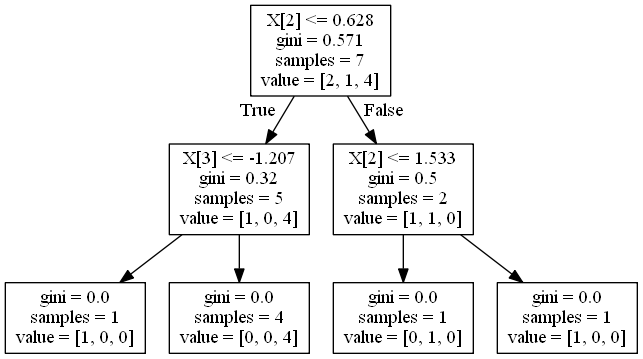 X[2] <= 0.628
gini = 0.571
samples = 7
value = [2, 1, 4]
True
False
X[3] <= -1.207
gini = 0.32
samples = 5
value = [1, 0, 4]
X[2] <= 1.533
gini = 0.5
samples = 2
value = [1, 1, 0]
gini = 0.0
samples = 1
value = [1, 0, 0]
gini = 0.0
samples = 4
value = [0, 0, 4]
gini = 0.0
samples = 1
value = [0, 1, 0]
gini = 0.0
samples = 1
value = [1, 0, 0]